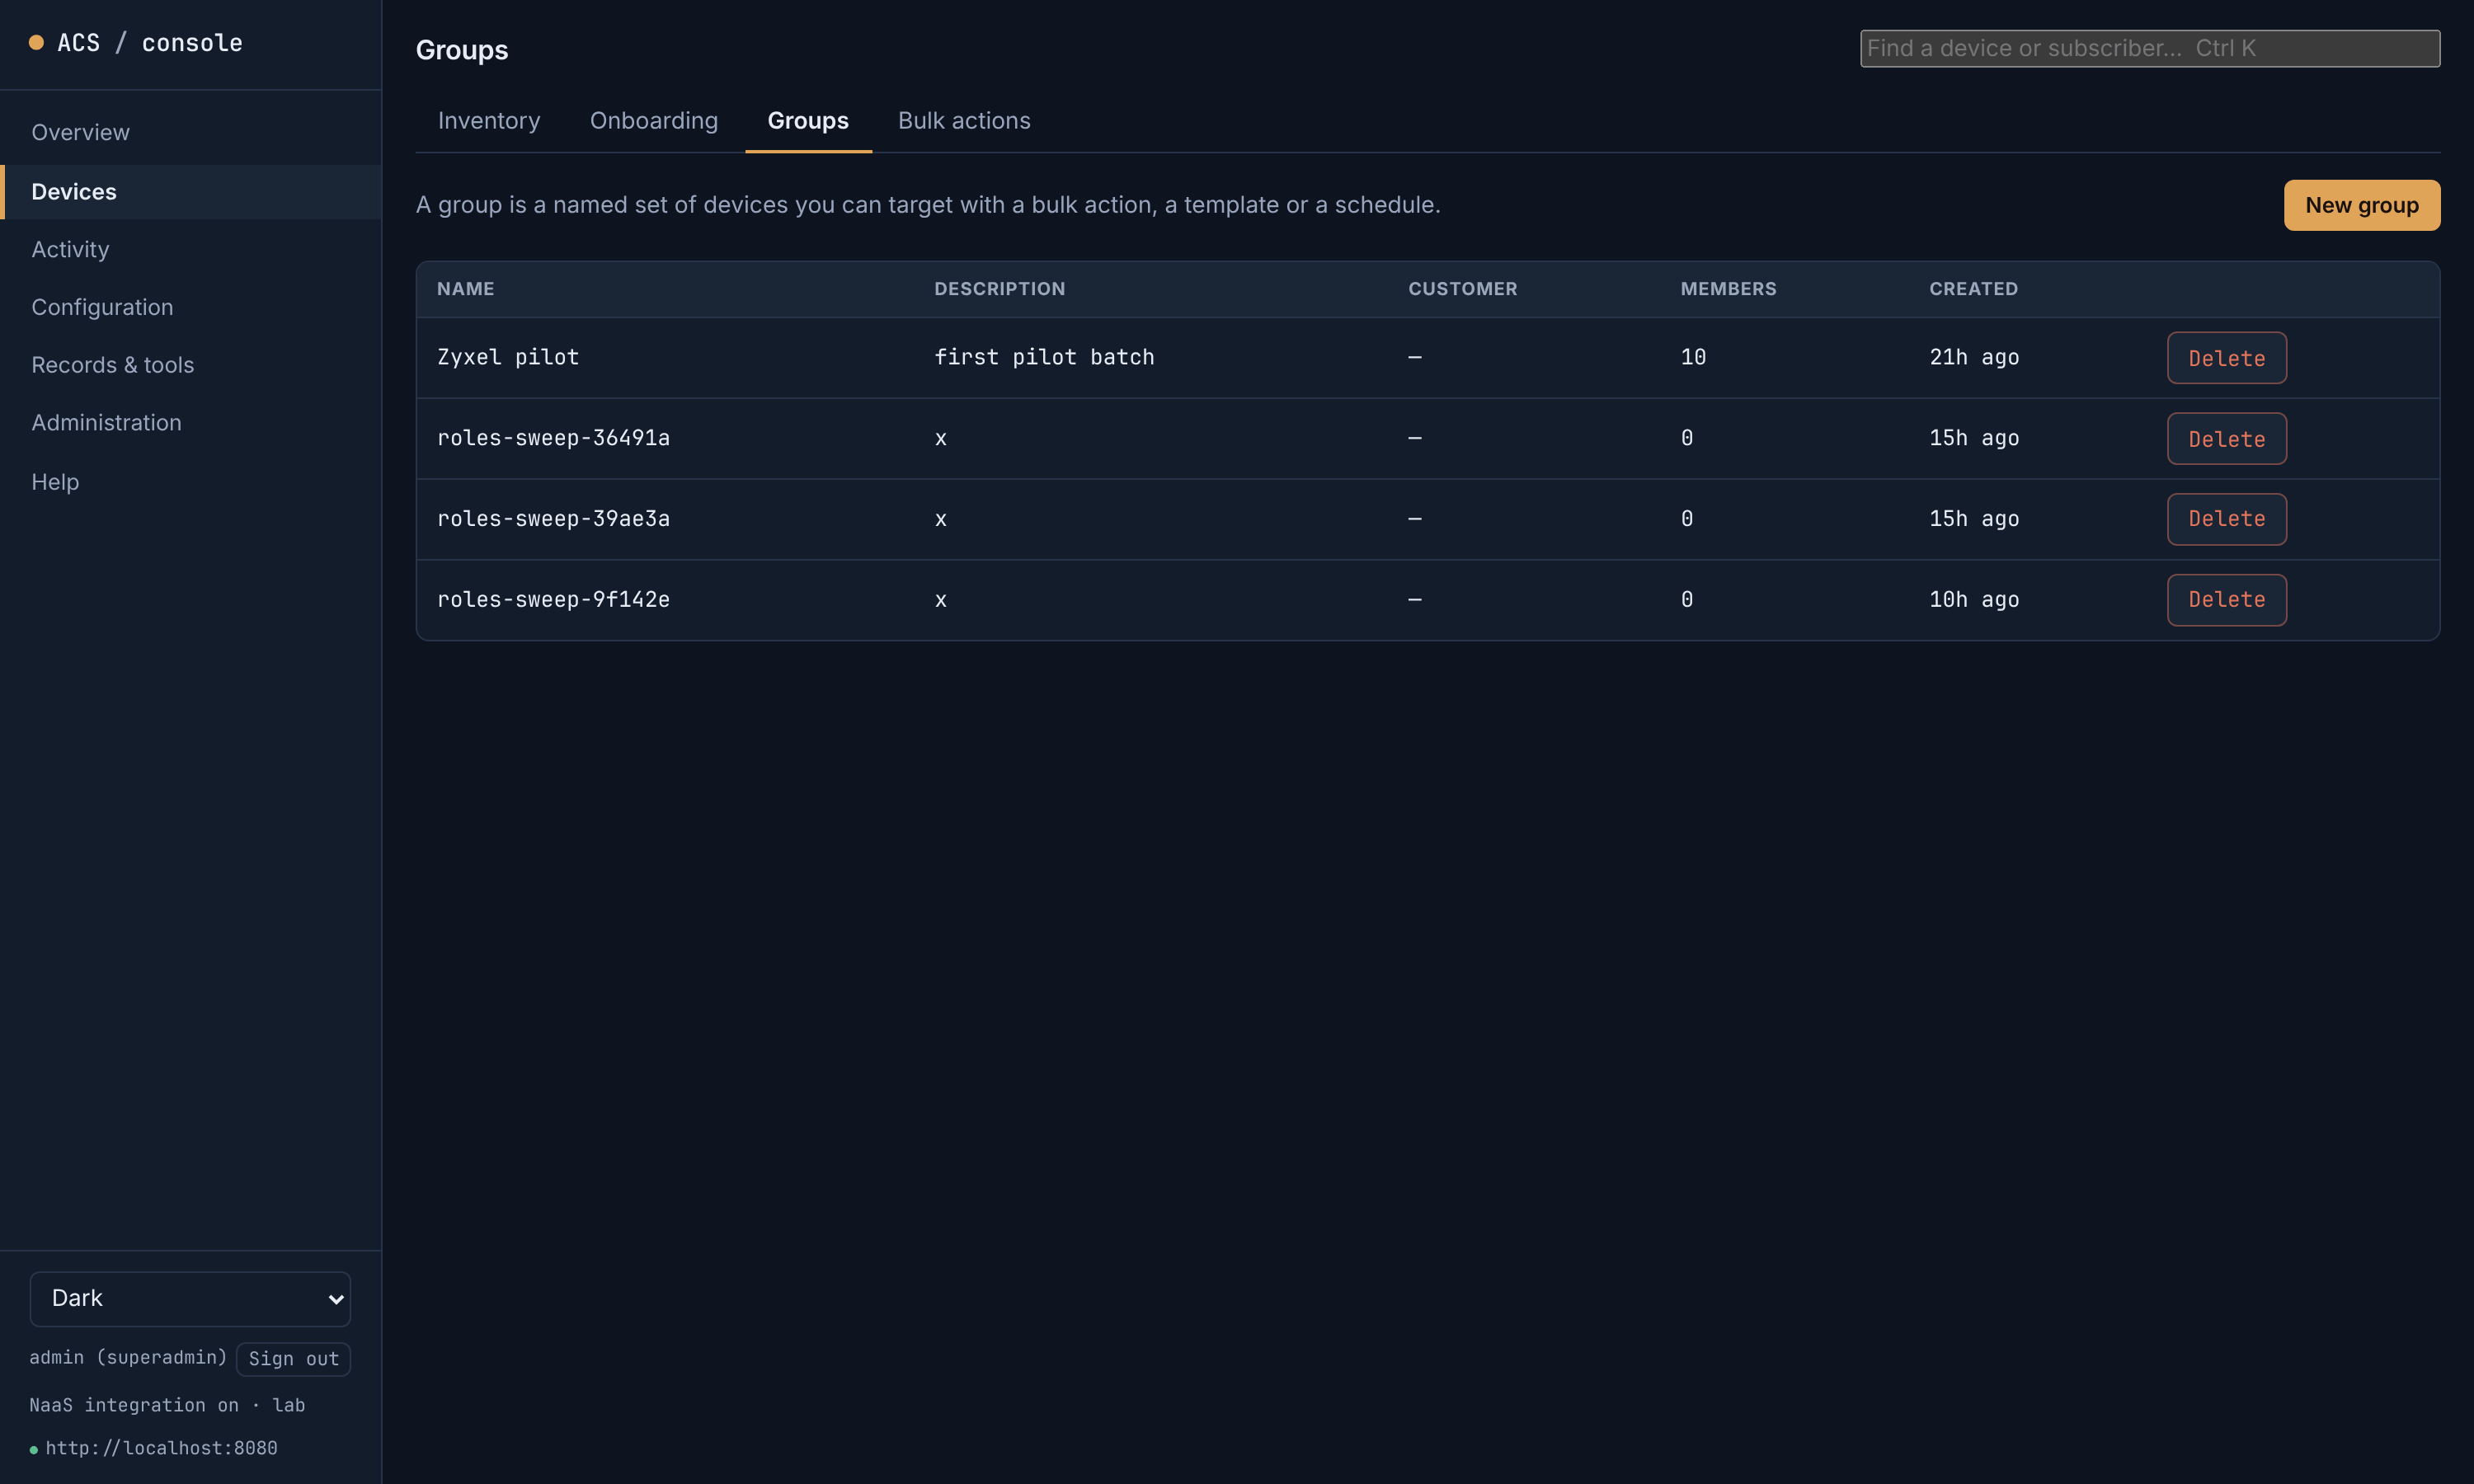 ACS / console
Overview
Devices
Activity
Configuration
Records & tools
Administration
Help
Dark
admin (superadmin) Sign out
NaaS integration on · lab
http://localhost:8080
Groups
Find a device or subscriber... Ctrl K
Inventory Onboarding Groups Bulk actions
A group is a named set of devices you can target with a bulk action, a template or a schedule.
New group
NAME DESCRIPTION CUSTOMER MEMBERS CREATED
Zyxel pilot first pilot batch — 10 21h ago Delete
roles-sweep-36491a x — 0 15h ago Delete
roles-sweep-39ae3a x — 0 15h ago Delete
roles-sweep-9f142e x — 0 10h ago Delete